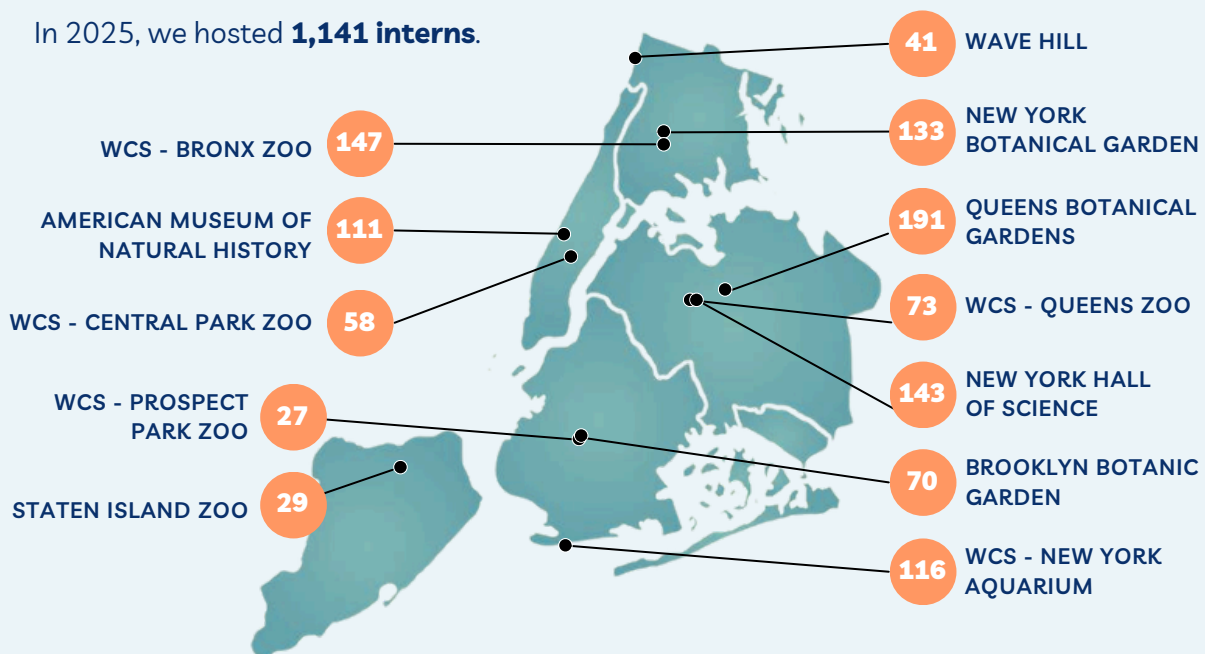 In 2025, we hosted 1,141 interns.
41
WAVE HILL
147
WCS - BRONX ZOO
133
NEW YORK
BOTANICAL GARDEN
111
AMERICAN MUSEUM OF
NATURAL HISTORY
191
QUEENS BOTANICAL
GARDENS
58
WCS - CENTRAL PARK ZOO
73
WCS - QUEENS ZOO
27
WCS - PROSPECT
PARK ZOO
143
NEW YORK HALL
OF SCIENCE
29
STATEN ISLAND ZOO
70
BROOKLYN BOTANIC
GARDEN
116
WCS - NEW YORK
AQUARIUM